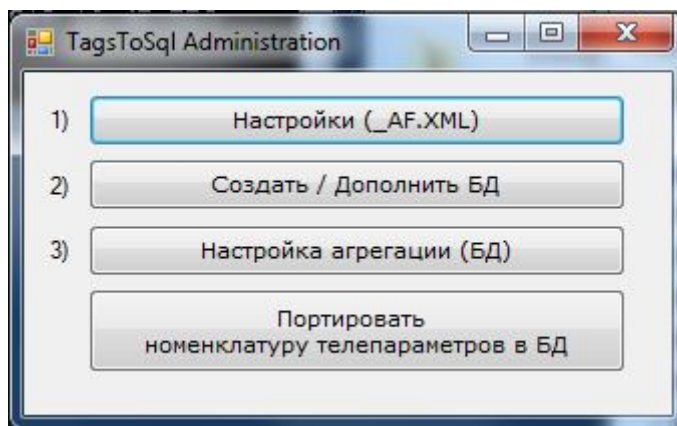 TagsToSql Administration
1) Настройки (_AF.XML)
2) Создать / Дополнить БД
3) Настройка агрегации (БД)
Портировать
номенклатуру телепараметров в БД